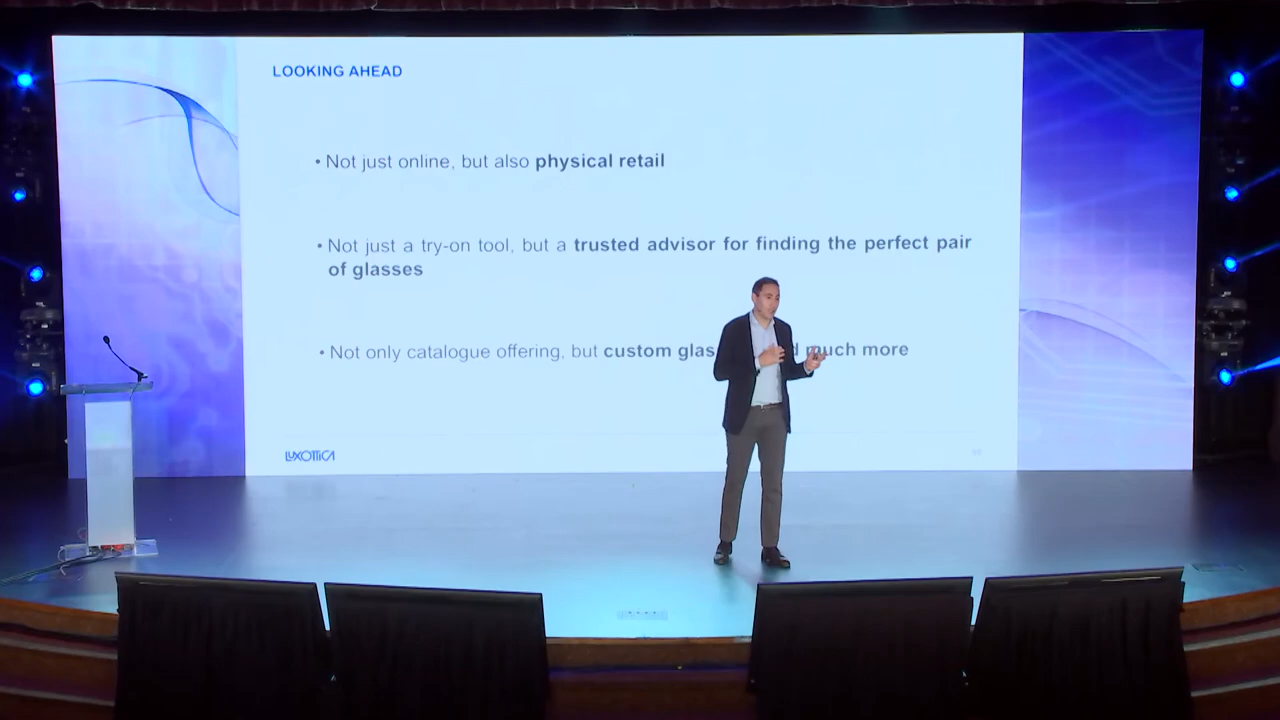 LOOKING AHEAD
• Not just online, but also physical retail
• Not just a try-on tool, but a trusted advisor for finding the perfect pair
of glasses
• Not only catalogue offering, but custom much more
LUXOTTICA